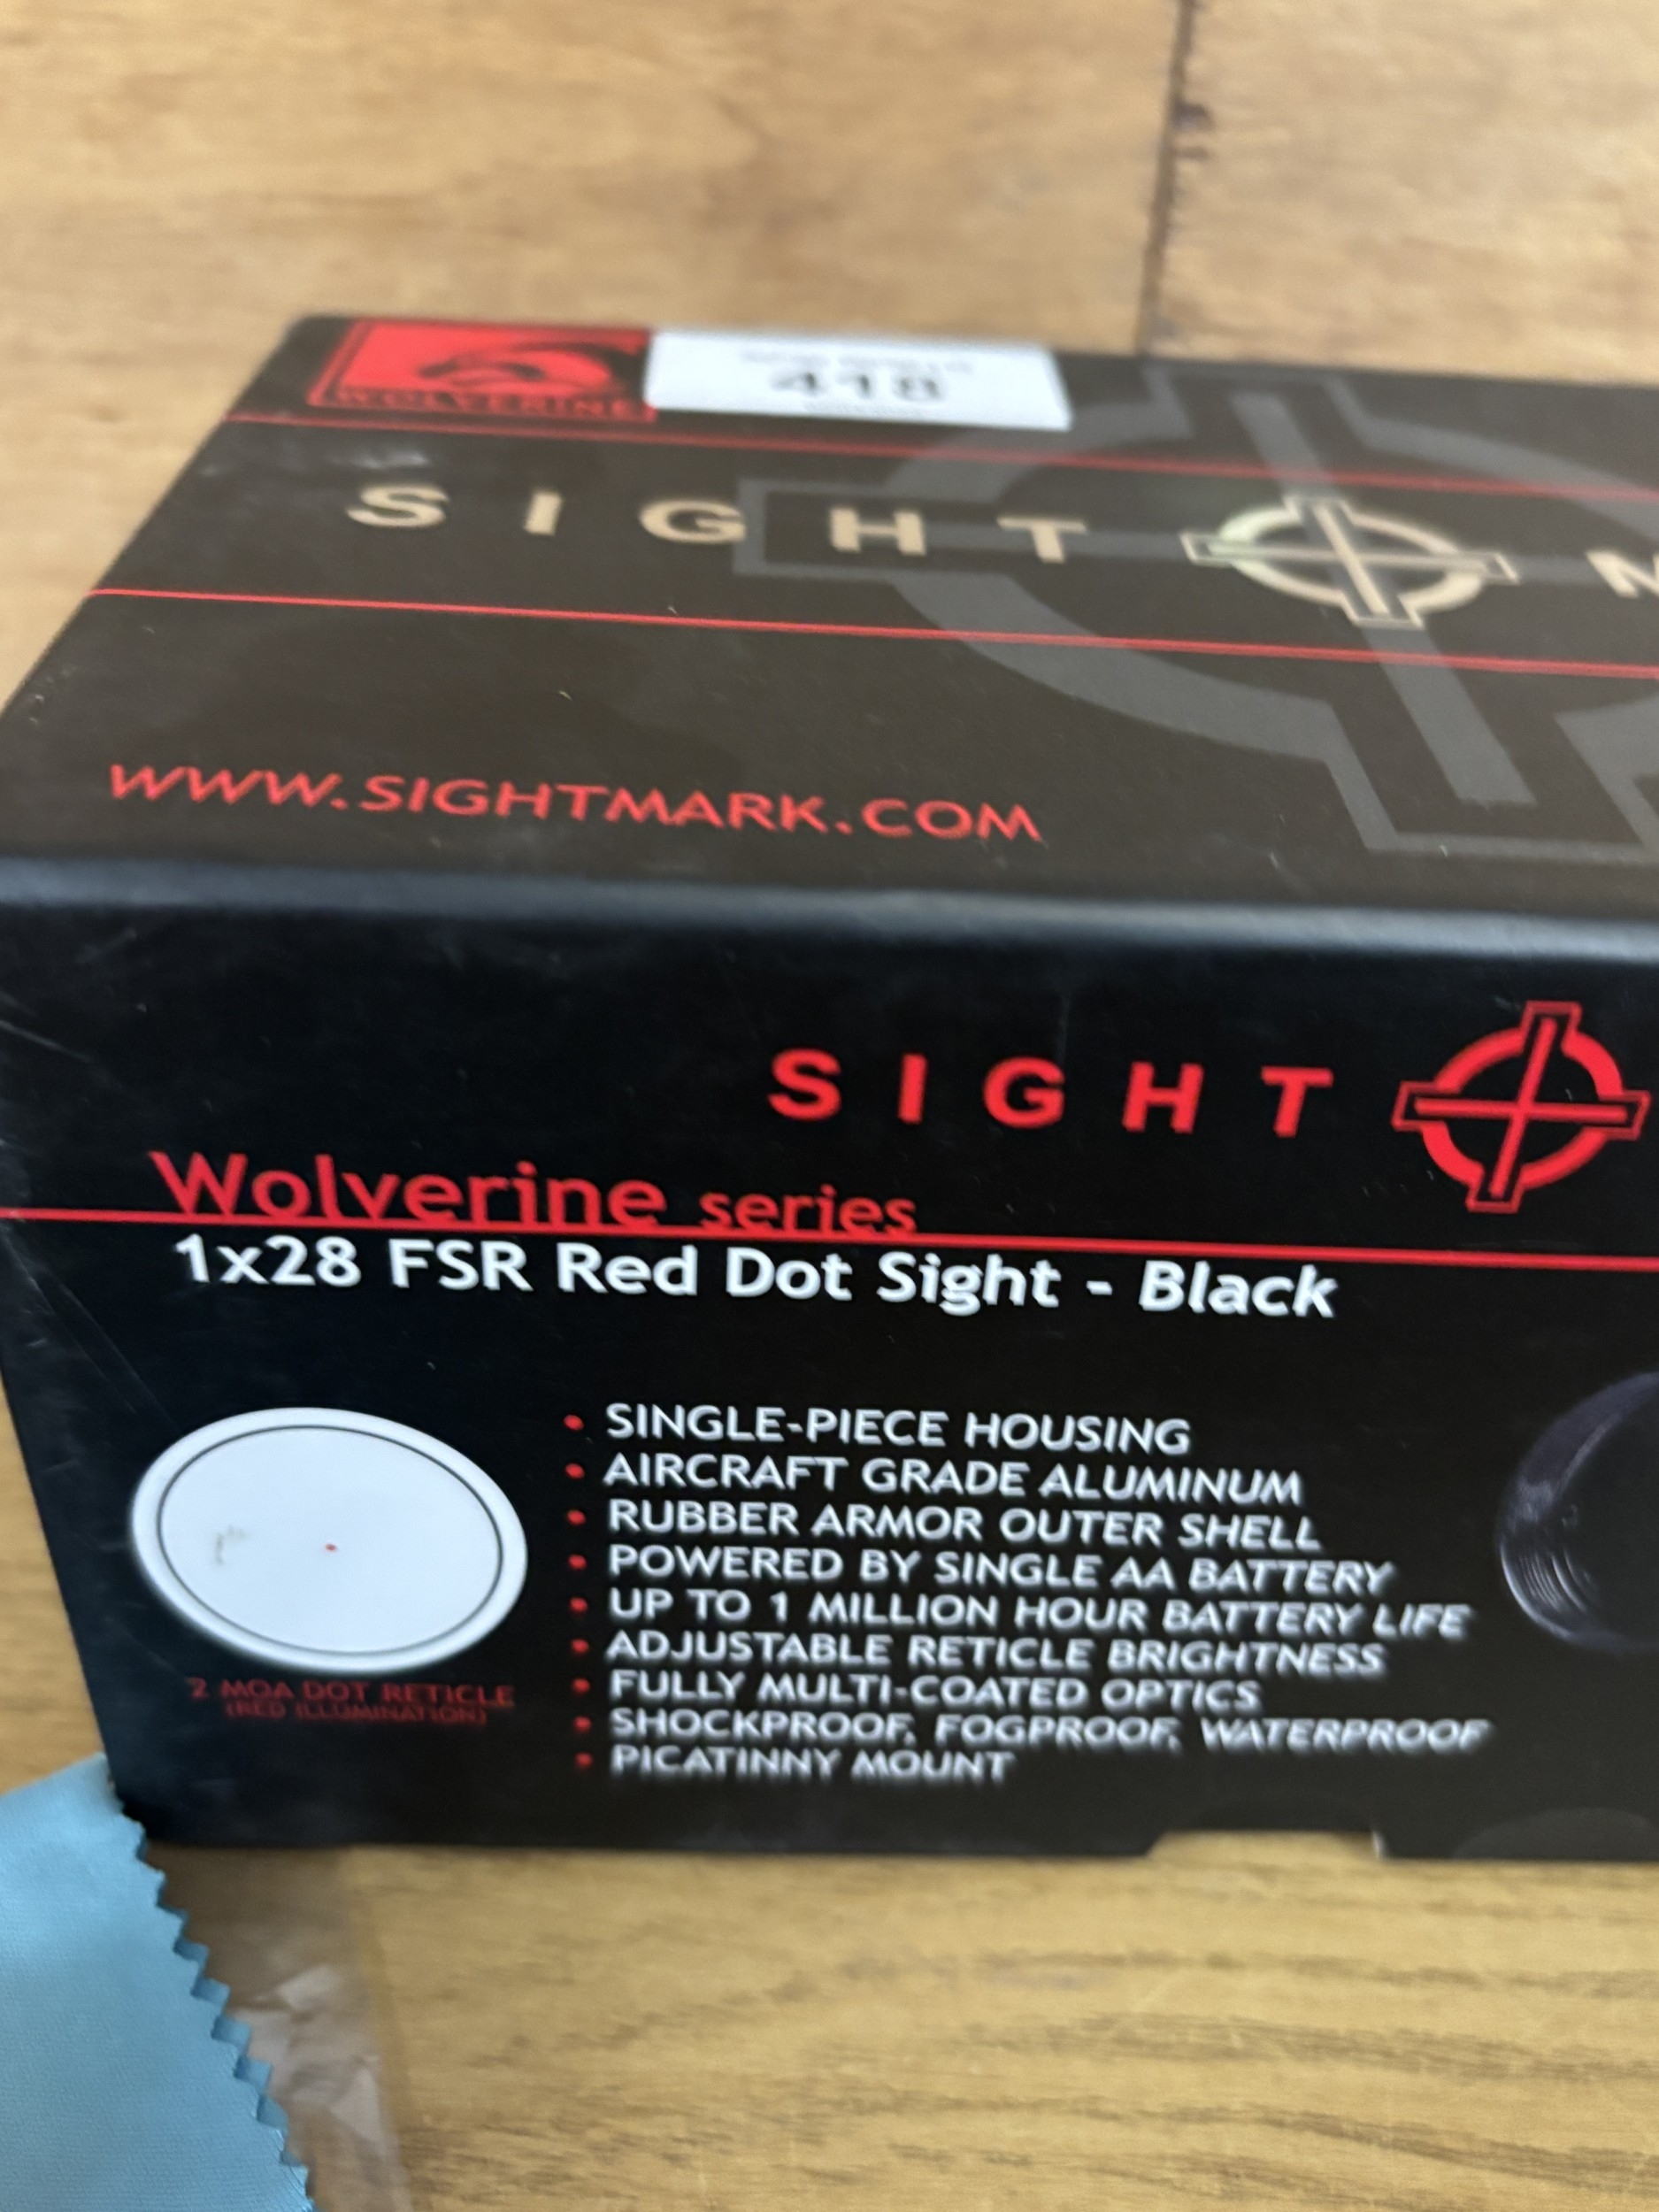 WOLVERINE
418
SIGHT M
WWW.SIGHTMARK.COM
SIGHT
Wolverine series
1x28 FSR Red Dot Sight - Black
• SINGLE-PIECE HOUSING
• AIRCRAFT GRADE ALUMINUM
• RUBBER ARMOR OUTER SHELL
• POWERED BY SINGLE AA BATTERY
• UP TO 1 MILLION HOUR BATTERY LIFE
• ADJUSTABLE RETICLE BRIGHTNESS
• FULLY MULTI-COATED OPTICS
• SHOCKPROOF, FOGPROOF, WATERPROOF
• PICATINNY MOUNT
2 MOA DOT RETICLE
(RED ILLUMINATION)